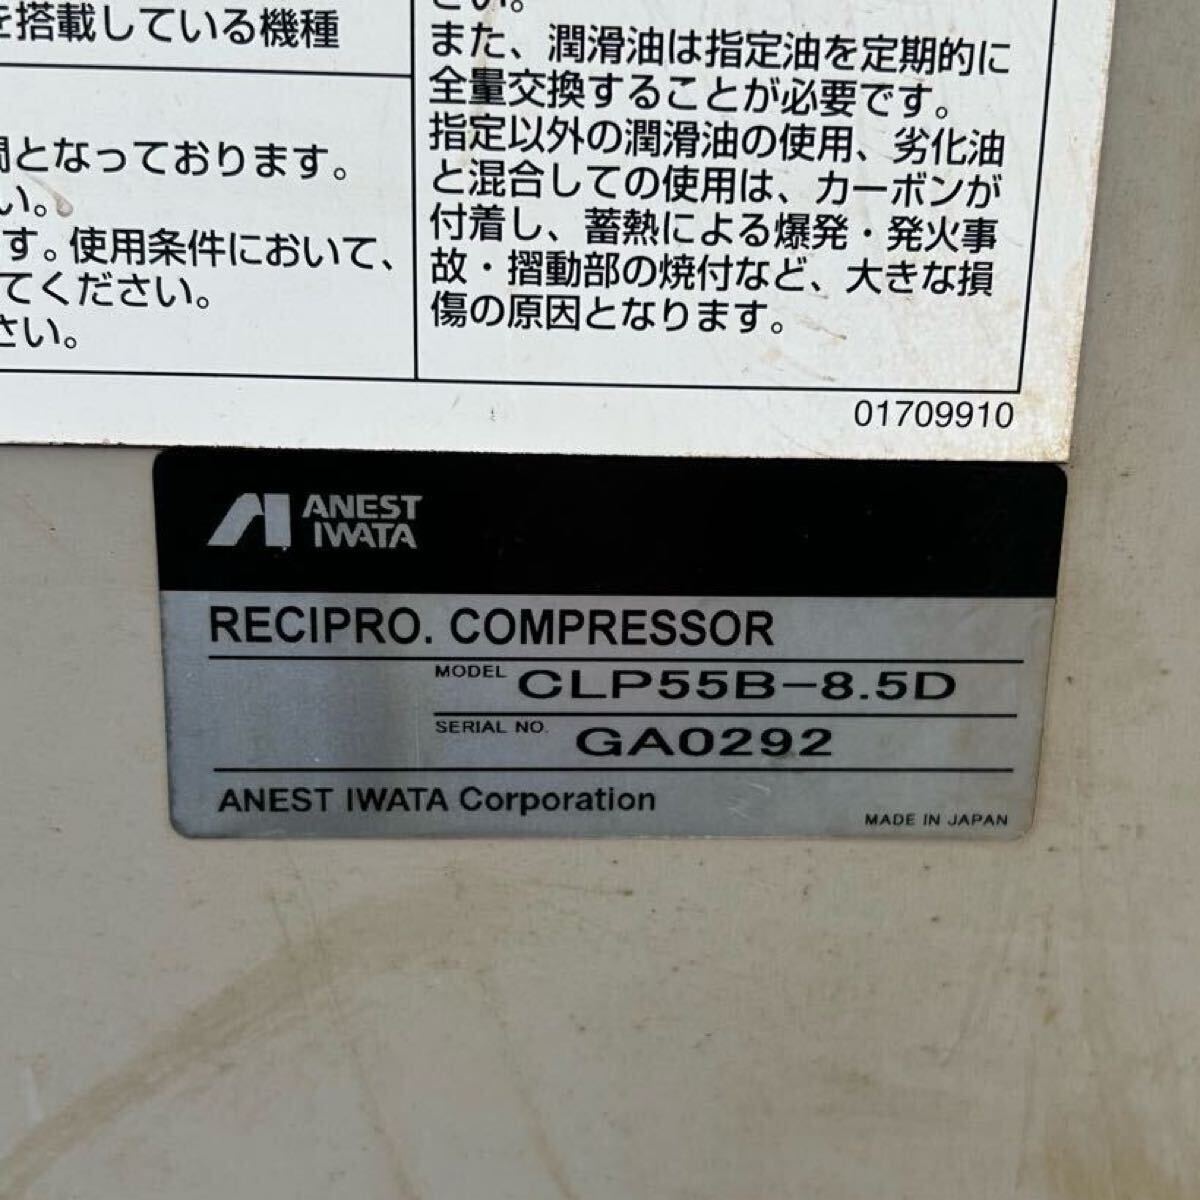 を搭載している機種
となっております。
い。
す。使用条件において、
てください。
さい。
さい。
また、潤滑油は指定油を定期的に
全量交換することが必要です。
指定以外の潤滑油の使用、劣化油
と混合しての使用は、カーボンが
付着し、蓄熱による爆発・発火事
故・摺動部の焼付など、大きな損
傷の原因となります。
01709910
ANEST
IWATA
RECIPRO. COMPRESSOR
MODEL CLP55B-8.5D
SERIAL NO. GA0292
ANEST IWATA Corporation
MADE IN JAPAN